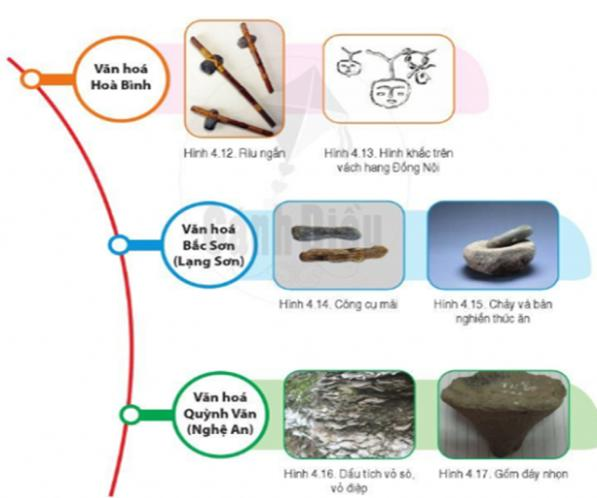 Văn hoá
Hoà Bình
Hình 4.12. Rìu ngắn
Hình 4.13. Hình khắc trên
vách hang Đồng Nội
Văn hoá
Bắc Sơn
(Lạng Sơn)
Hình 4.14. Công cụ mài
Hình 4.15. Chày và bàn
nghiền thức ăn
Cánh Diều
Văn hoá
Quỳnh Văn
(Nghệ An)
Hình 4.16. Dấu tích vỏ sò,
vỏ điệp
Hình 4.17. Gốm đáy nhọn